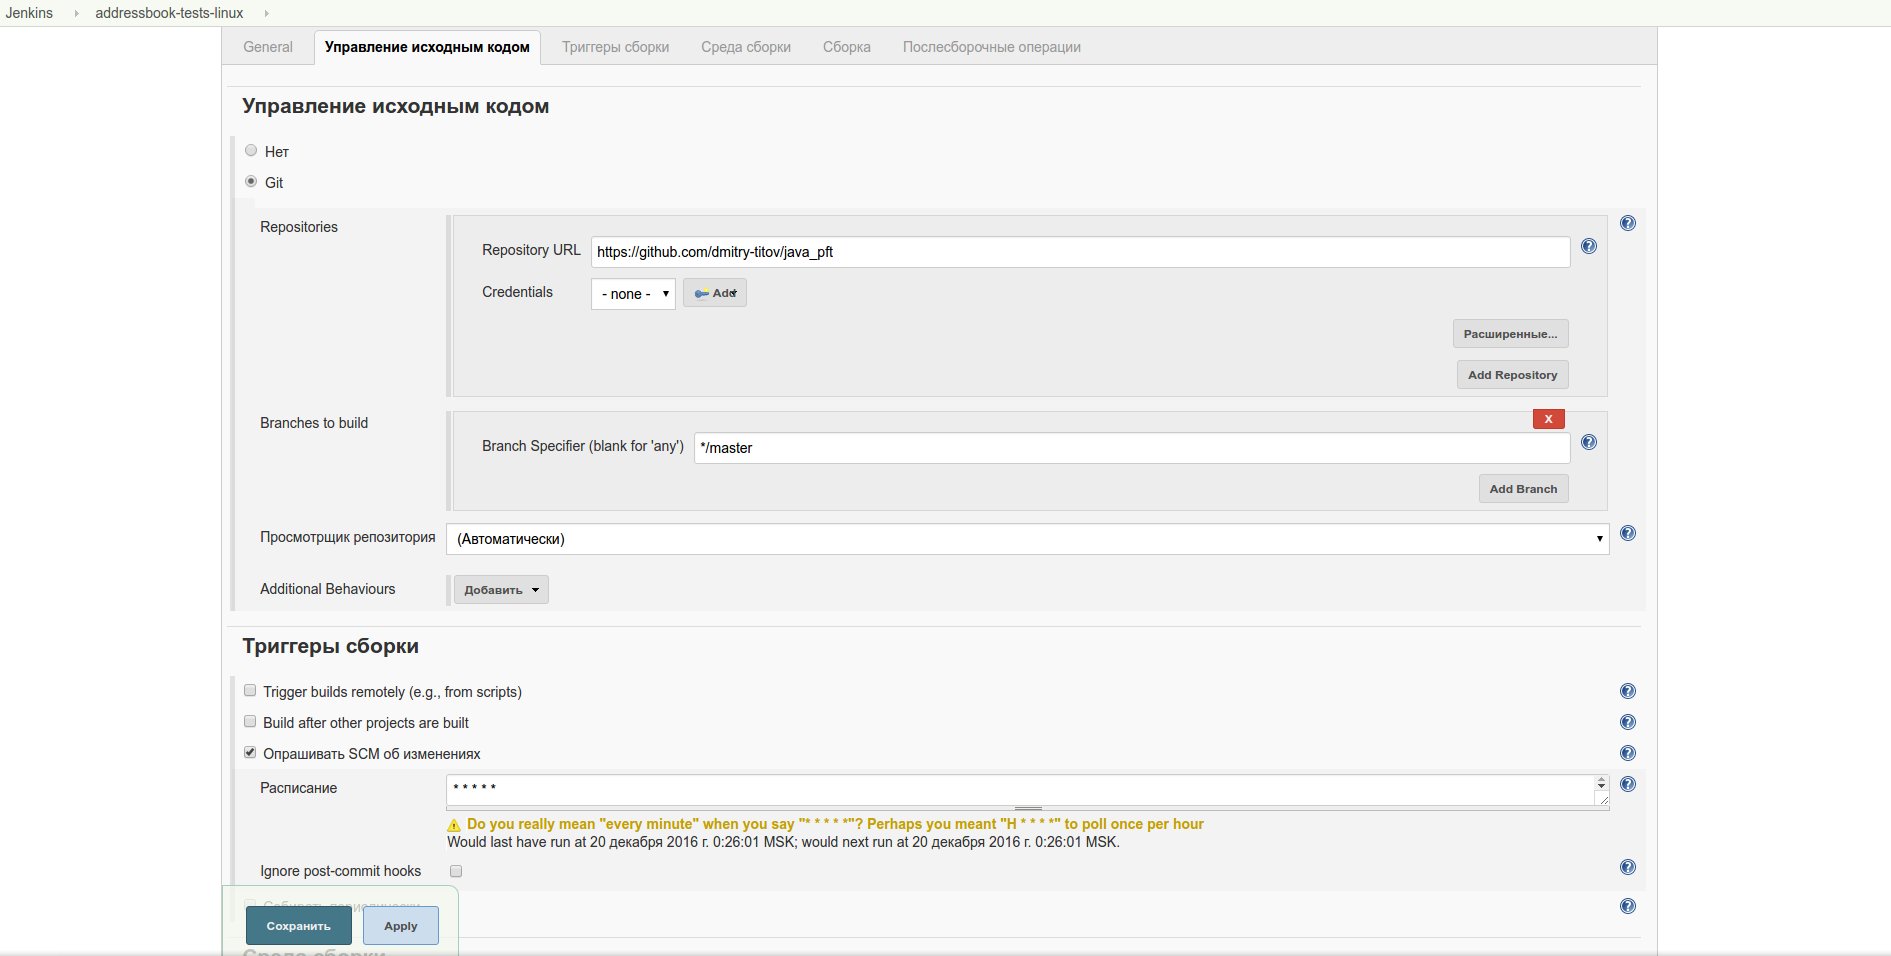 Jenkins addressbook-tests-linux
General Управление исходным кодом Триггеры сборки Среда сборки Сборка Послесборочные операции
Управление исходным кодом
Нет
Git
Repositories
Repository URL https://github.com/dmitry-titov/java_pft
Credentials - none - Add
Расширенные...
Add Repository
Branches to build
X
Branch Specifier (blank for 'any') */master
Add Branch
Просмотрщик репозитория (Автоматически)
Additional Behaviours Добавить
Триггеры сборки
Trigger builds remotely (e.g., from scripts)
Build after other projects are built
Опрашивать SCM об изменениях
Расписание * * * * *
Do you really mean "every minute" when you say "* * * * *"? Perhaps you meant "H * * * *" to poll once per hour
Would last have run at 20 декабря 2016 г. 0:26:01 MSK; would next run at 20 декабря 2016 г. 0:26:01 MSK.
Ignore post-commit hooks
Собирать периодически
Сохранить Apply
Среда сборки